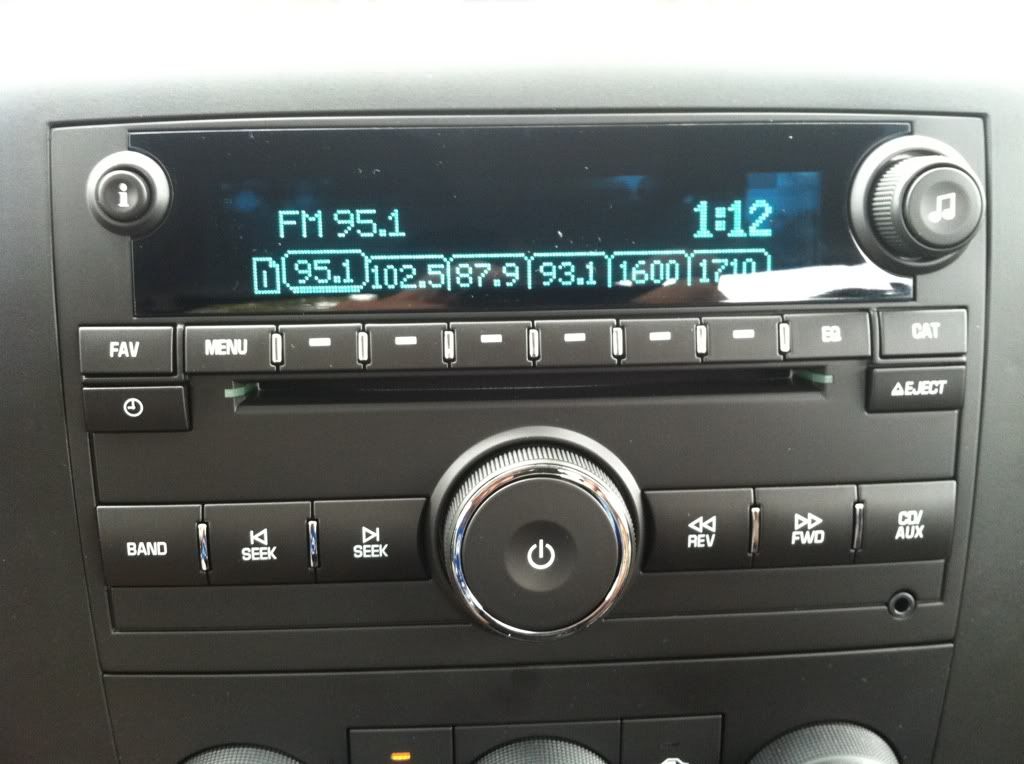 i
FM 95.1 1:12
1 95.1 102.5 87.9 93.1 1600 1710
FAV MENU EQ CAT
EJECT
BAND SEEK SEEK REV FWD CD/
AUX